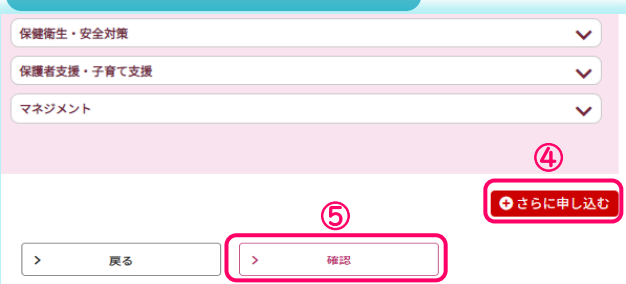 保健衛生・安全対策
保護者支援・子育て支援
マネジメント
④
さらに申し込む
⑤
戻る
確認